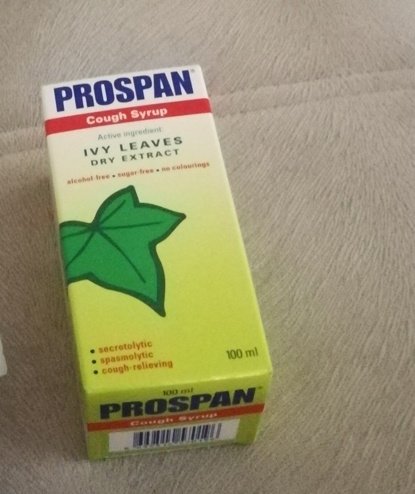 PROSPAN®
Cough Syrup
Active ingredient:
IVY LEAVES
DRY EXTRACT
alcohol-free • sugar-free • no colourings
• secretolytic
• spasmolytic
• cough-relieving
100 ml
100 ml
PROSPAN®
Cough Syrup